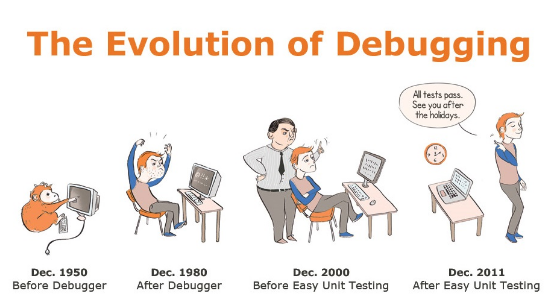 The Evolution of Debugging
All tests pass.
See you after
the holidays.
Dec. 1950
Before Debugger
Dec. 1980
After Debugger
Dec. 2000
Before Easy Unit Testing
Dec. 2011
After Easy Unit Testing